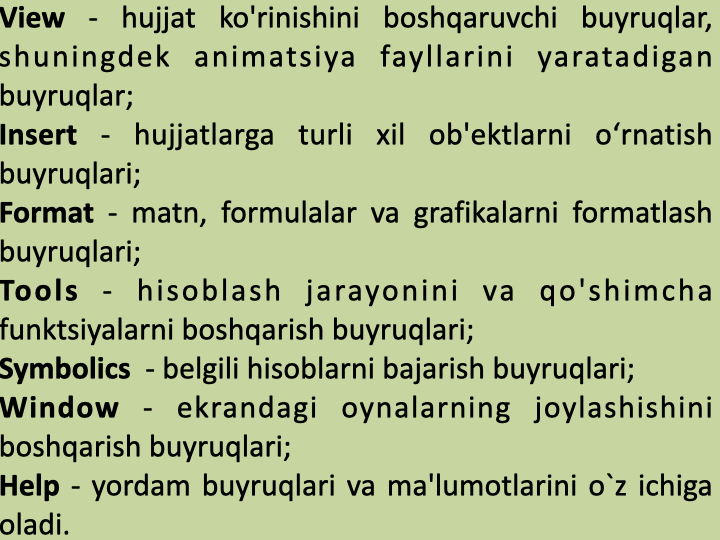 View - hujjat ko'rinishini boshqaruvchi buyruqlar,
shuningdek animatsiya fayllarini yaratadigan
buyruqlar;
Insert - hujjatlarga turli xil ob'ektlarni o‘rnatish
buyruqlari;
Format - matn, formulalar va grafikalarni formatlash
buyruqlari;
Tools - hisoblash jarayonini va qo'shimcha
funktsiyalarni boshqarish buyruqlari;
Symbolics - belgili hisoblarni bajarish buyruqlari;
Window - ekrandagi oynalarning joylashishini
boshqarish buyruqlari;
Help - yordam buyruqlari va ma'lumotlarini o`z ichiga
oladi.